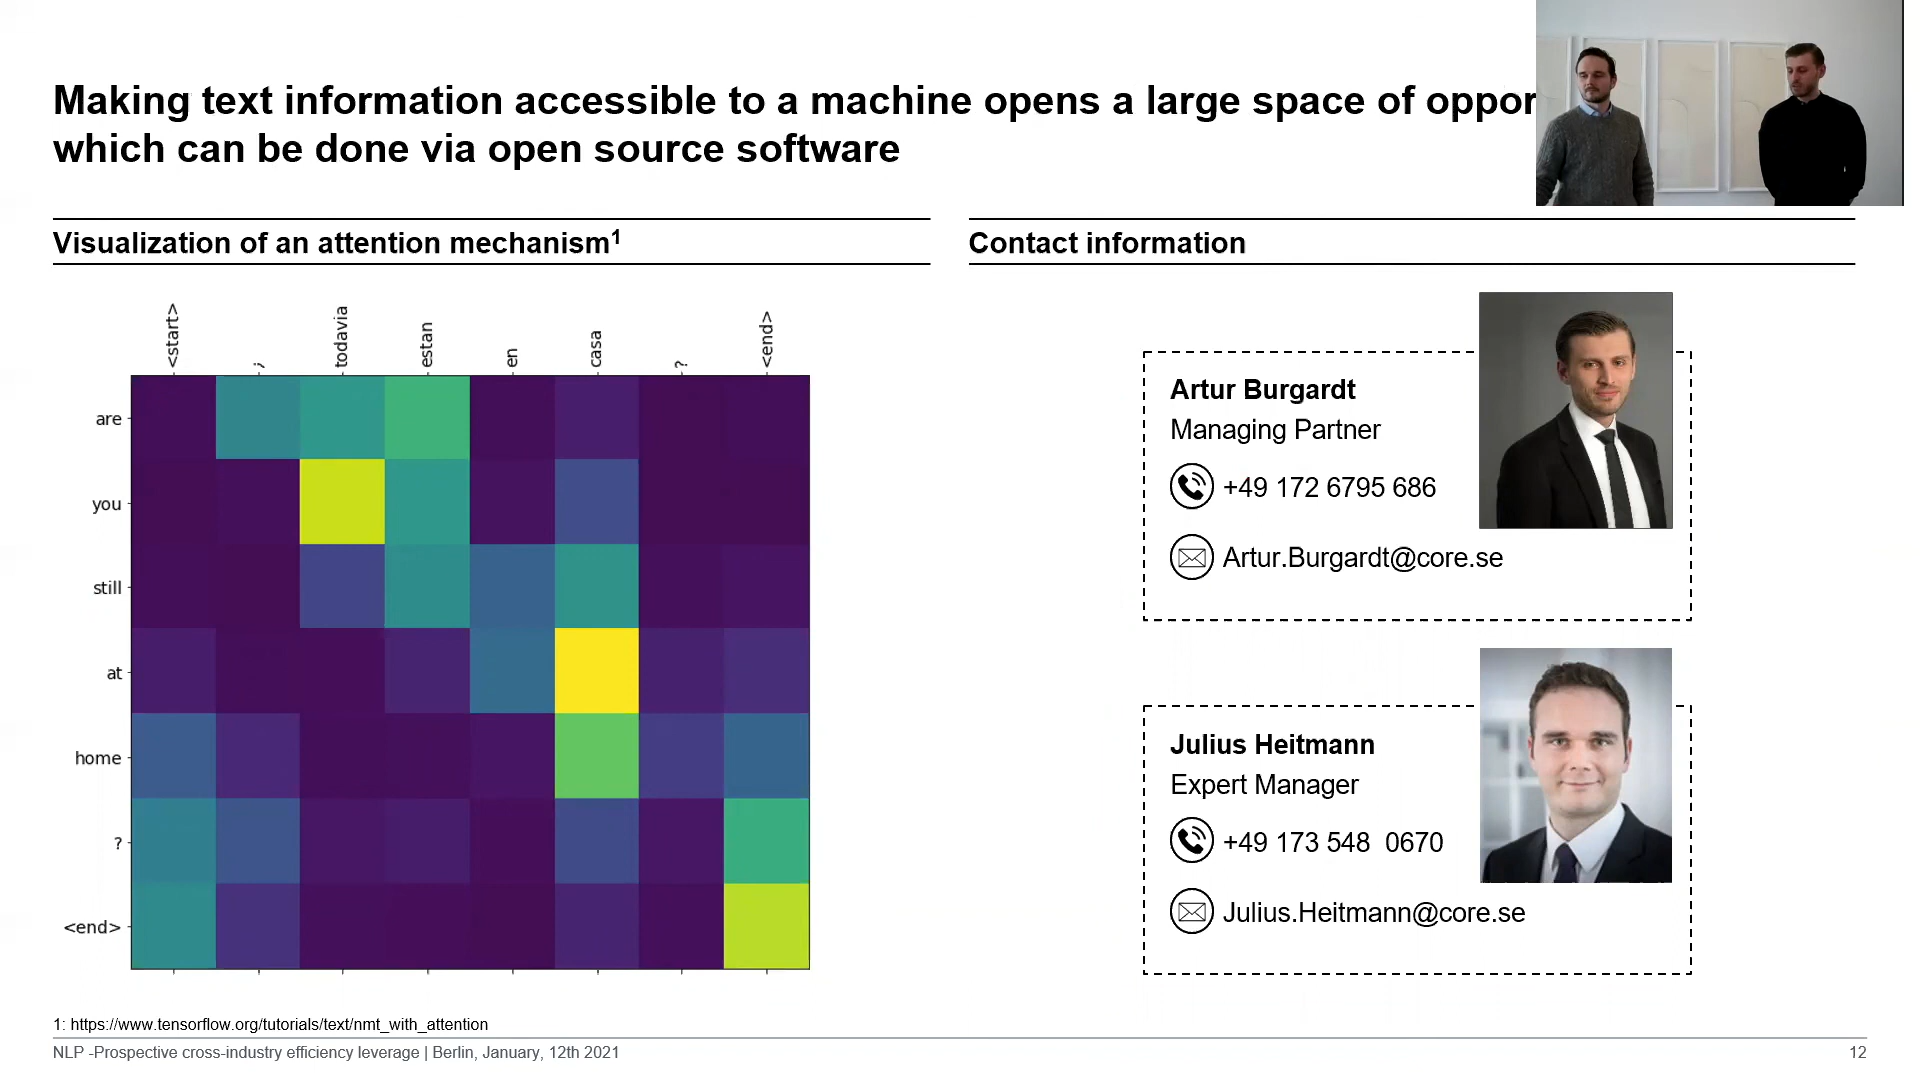 Making text information accessible to a machine opens a large space of oppor
which can be done via open source software
Visualization of an attention mechanism¹
Contact information
<start>
¿
todavia
estan
en
casa
?
<end>
are
you
still
at
home
?
<end>
Artur Burgardt
Managing Partner
+49 172 6795 686
Artur.Burgardt@core.se
Julius Heitmann
Expert Manager
+49 173 548  0670
Julius.Heitmann@core.se
1: https://www.tensorflow.org/tutorials/text/nmt_with_attention
NLP -Prospective cross-industry efficiency leverage | Berlin, January, 12th 2021
12